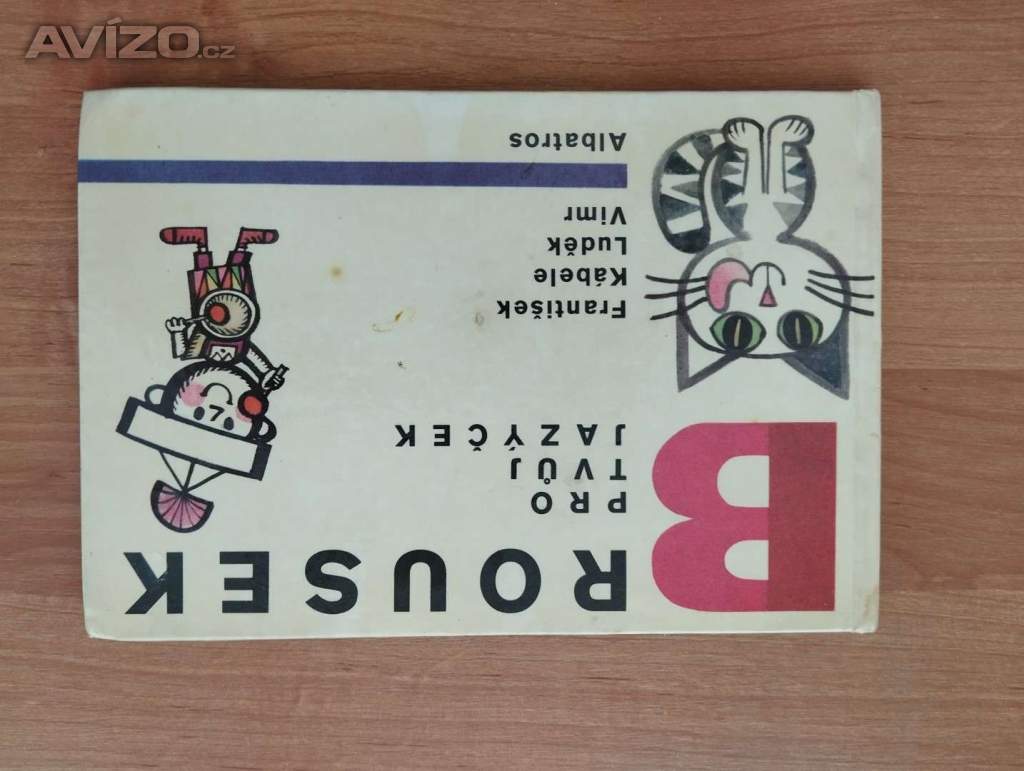 AVÍZO.cz
BROUSEK
PRO
TVŮJ
JAZÝČEK
František
Kábele
Luděk
Vimr
Albatros